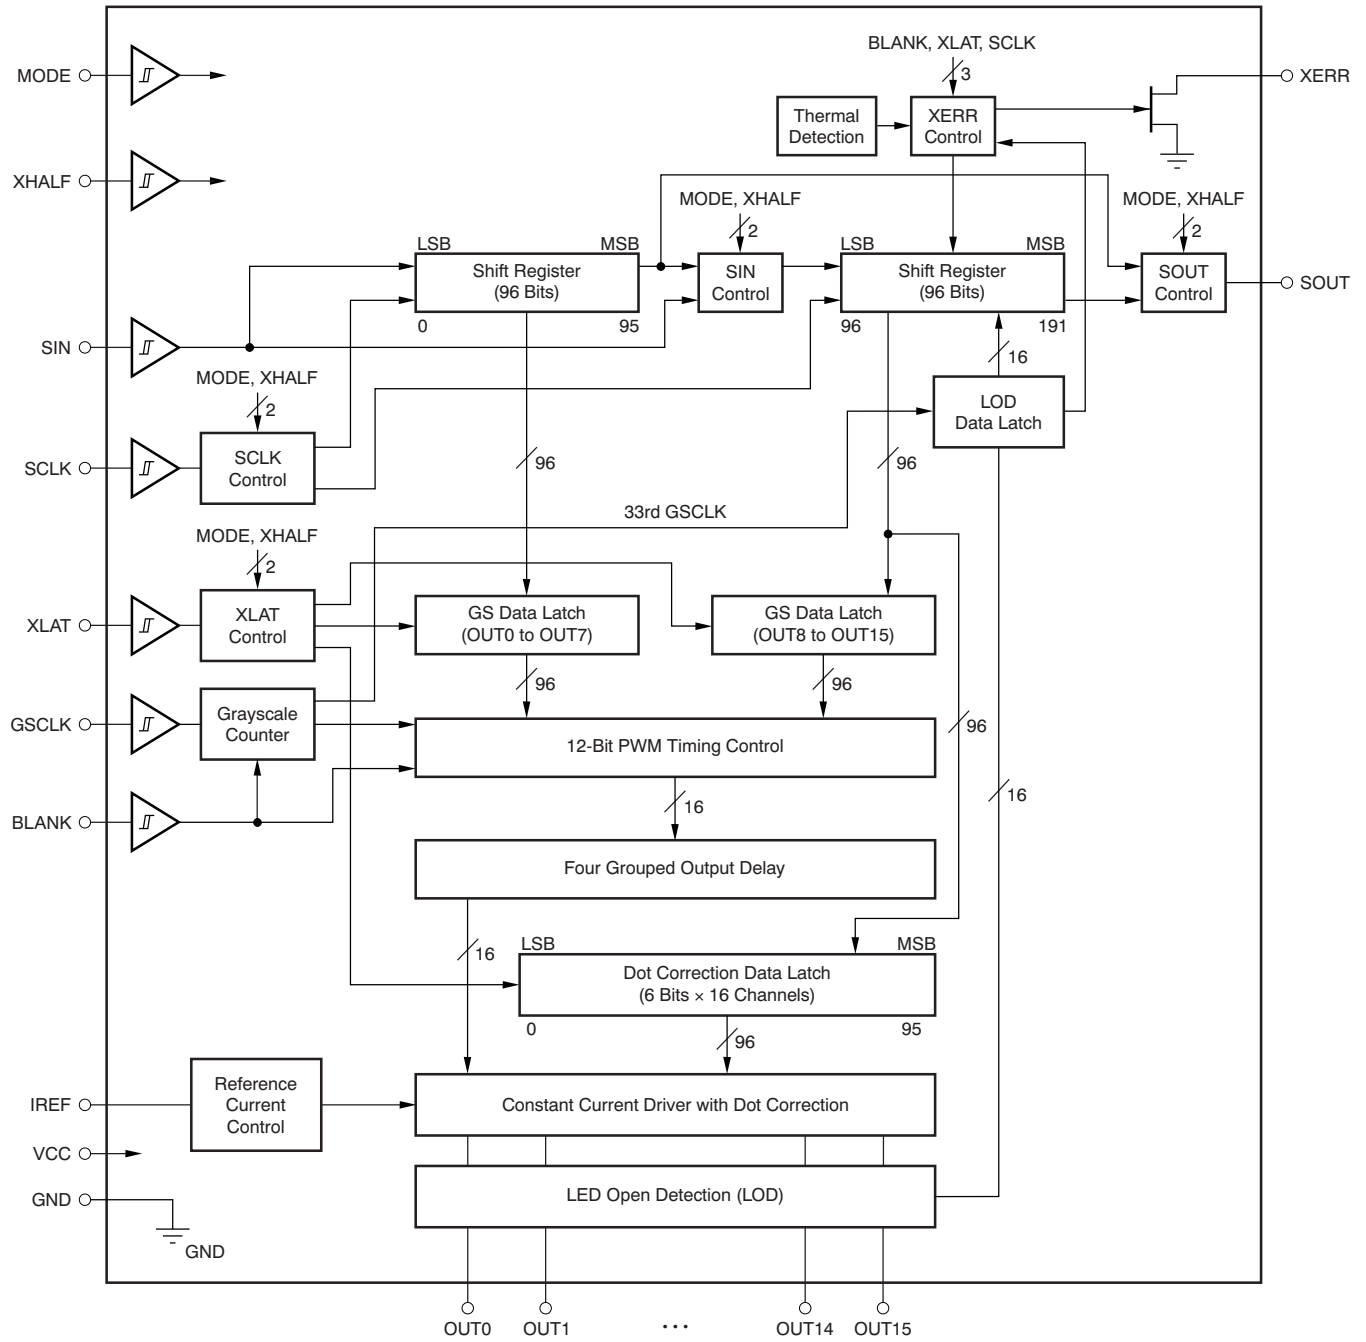 BLANK, XLAT, SCLK
3
MODE
XERR
Thermal
Detection
XERR
Control
XHALF
MODE, XHALF
2
MODE, XHALF
2
LSB
MSB
Shift Register
(96 Bits)
0
95
SIN
Control
LSB
MSB
Shift Register
(96 Bits)
96
191
SOUT
Control
SOUT
SIN
16
MODE, XHALF
2
LOD
Data Latch
SCLK
SCLK
Control
96
96
33rd GSCLK
MODE, XHALF
2
XLAT
XLAT
Control
GS Data Latch
(OUT0 to OUT7)
GS Data Latch
(OUT8 to OUT15)
96
96
GSCLK
Grayscale
Counter
12-Bit PWM Timing Control
96
16
16
BLANK
Four Grouped Output Delay
16
LSB
MSB
Dot Correction Data Latch
(6 Bits × 16 Channels)
0
95
96
IREF
Reference
Current
Control
Constant Current Driver with Dot Correction
VCC
GND
GND
LED Open Detection (LOD)
OUT0
OUT1
...
OUT14
OUT15